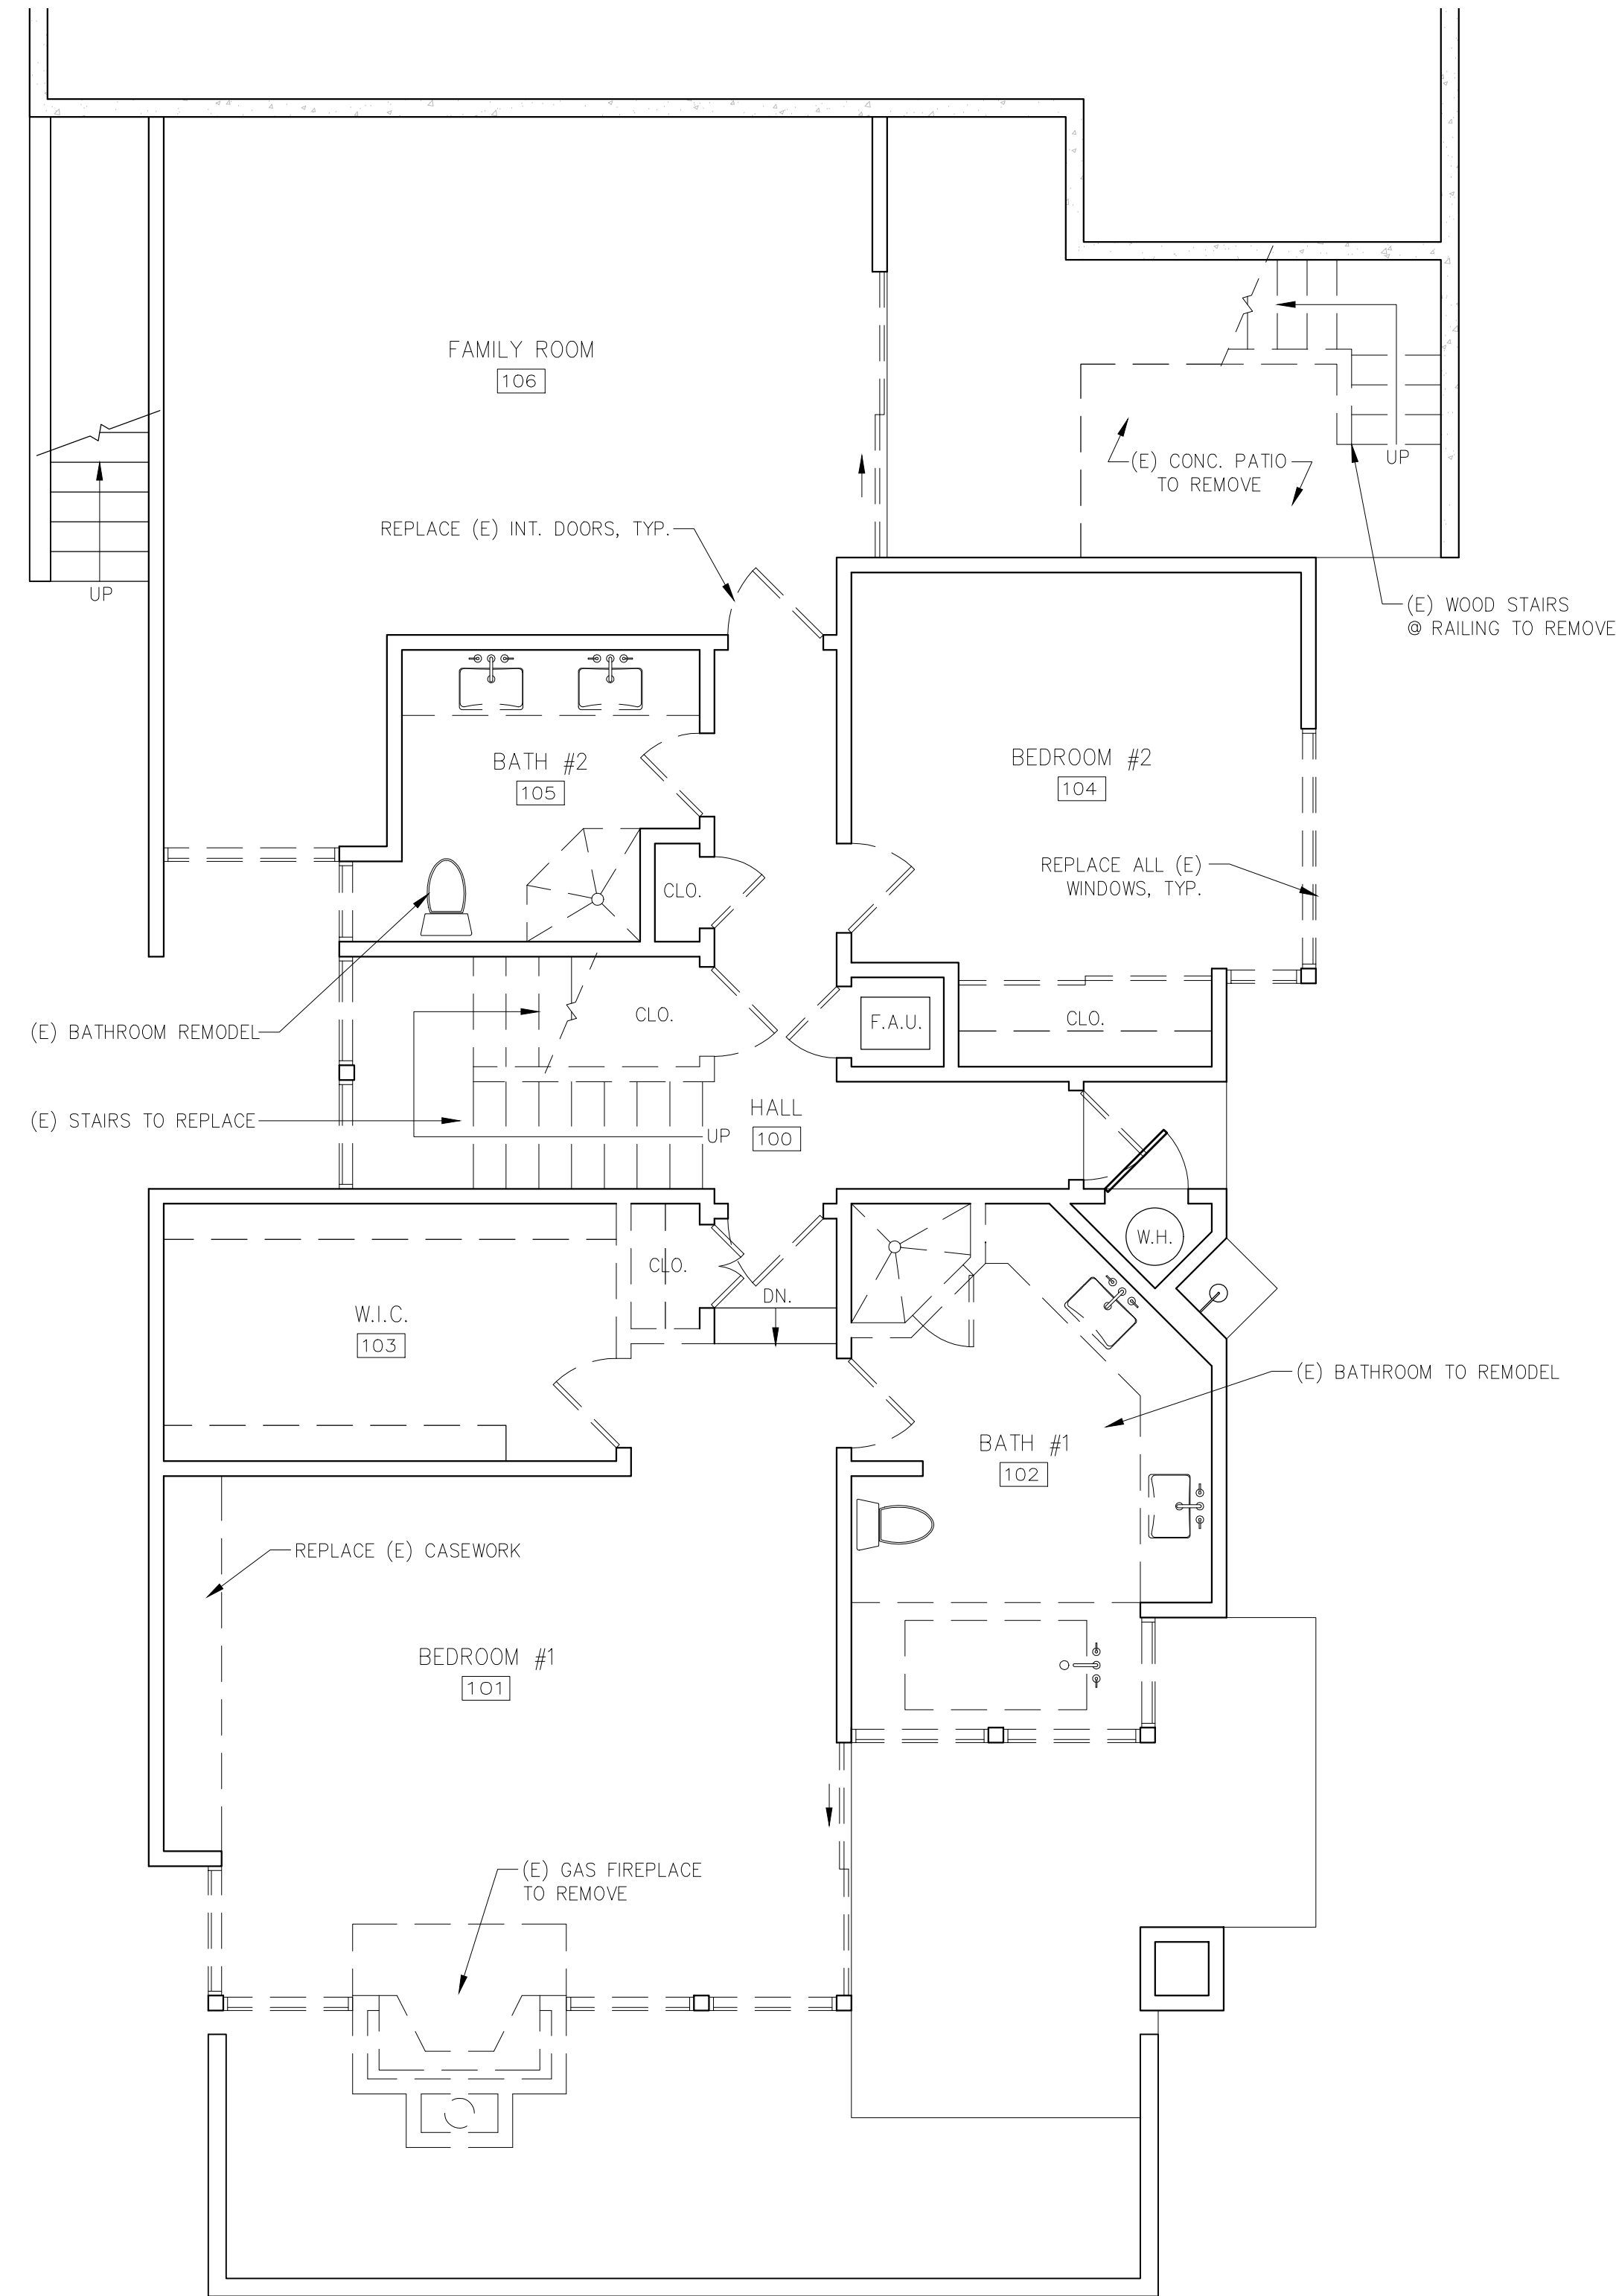 FAMILY ROOM
106
(E) CONC. PATIO
TO REMOVE
UP
REPLACE (E) INT. DOORS, TYP.
UP
(E) WOOD STAIRS
@ RAILING TO REMOVE
BATH #2
105
BEDROOM #2
104
REPLACE ALL (E)
WINDOWS, TYP.
CLO.
(E) BATHROOM REMODEL
CLO.
F.A.U.
CLO.
(E) STAIRS TO REPLACE
HALL
100
UP
W.H.
CLO.
DN.
W.I.C.
103
(E) BATHROOM TO REMODEL
BATH #1
102
REPLACE (E) CASEWORK
BEDROOM #1
101
(E) GAS FIREPLACE
TO REMOVE